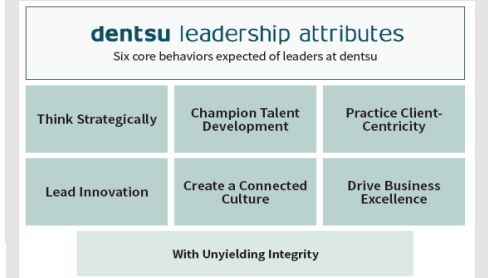 dentsu leadership attributes
Six core behaviors expected of leaders at dentsu
Think Strategically
Champion Talent
Development
Practice Client-
Centricity
Lead Innovation
Create a Connected
Culture
Drive Business
Excellence
With Unyielding Integrity